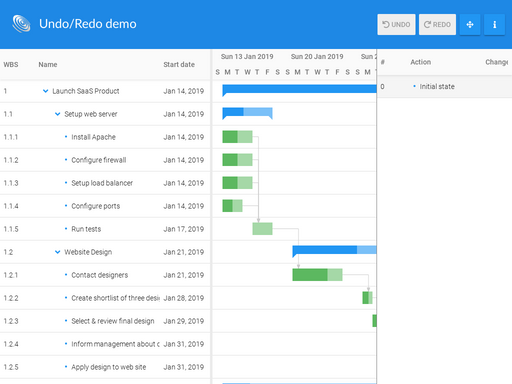 Undo/Redo demo
UNDO REDO
Sun 13 Jan 2019 Sun 20 Jan 2019 Sun 2
WBS Name Start date
S M T W T F S S M T W T F S S M T
# Action Change
1 Launch SaaS Product Jan 14, 2019
0 Initial state
1.1 Setup web server Jan 14, 2019
1.1.1 Install Apache Jan 14, 2019
1.1.2 Configure firewall Jan 14, 2019
1.1.3 Setup load balancer Jan 14, 2019
1.1.4 Configure ports Jan 14, 2019
1.1.5 Run tests Jan 17, 2019
1.2 Website Design Jan 21, 2019
1.2.1 Contact designers Jan 21, 2019
1.2.2 Create shortlist of three desi Jan 28, 2019
1.2.3 Select & review final design Jan 29, 2019
1.2.4 Inform management about c Jan 31, 2019
1.2.5 Apply design to web site Jan 31, 2019